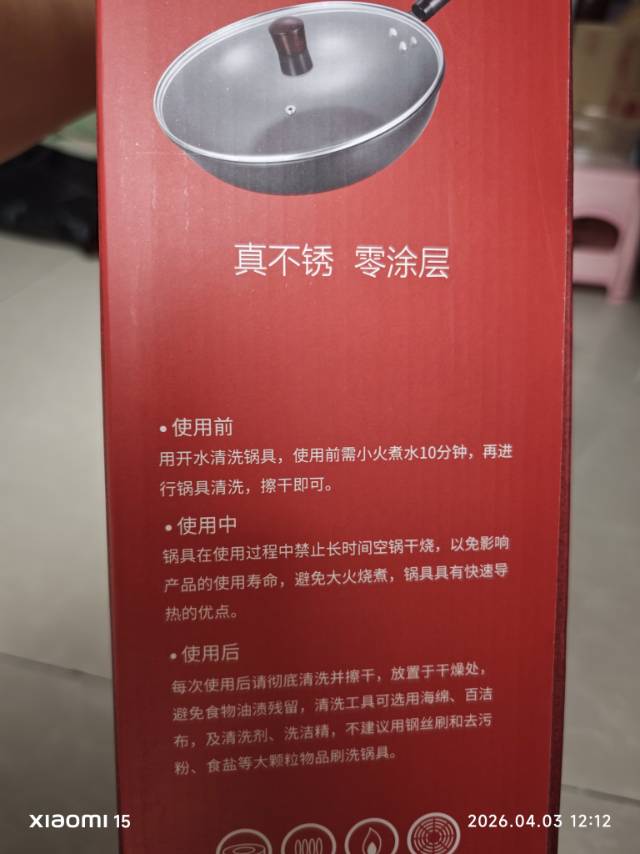 真不锈 零涂层
• 使用前
用开水清洗锅具，使用前需小火煮水10分钟，再进
行锅具清洗，擦干即可。
• 使用中
锅具在使用过程中禁止长时间空锅干烧，以免影响
产品的使用寿命，避免大火烧煮，锅具具有快速导
热的优点。
• 使用后
每次使用后请彻底清洗并擦干，放置于干燥处，
避免食物油渍残留，清洗工具可选用海绵、百洁
布，及清洗剂、洗洁精，不建议用钢丝刷和去污
粉、食盐等大颗粒物品刷洗锅具。
XIAOMI 15
2026.04.03 12:12